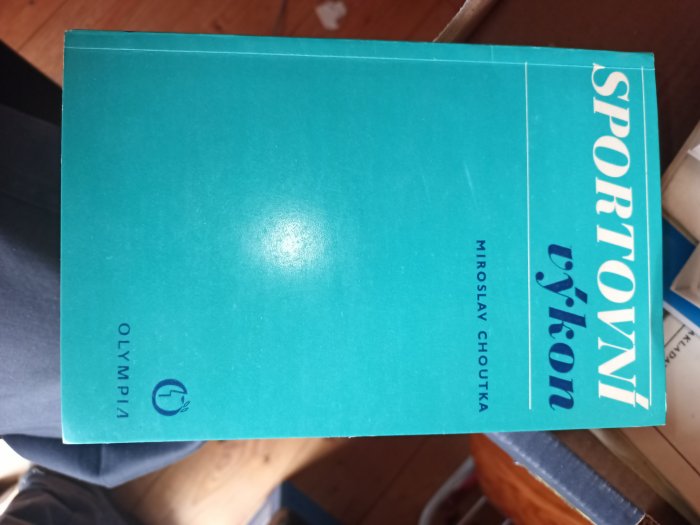 SPORTOVNÍ
výkon
MIROSLAV CHOUTKA
OLYMPIA